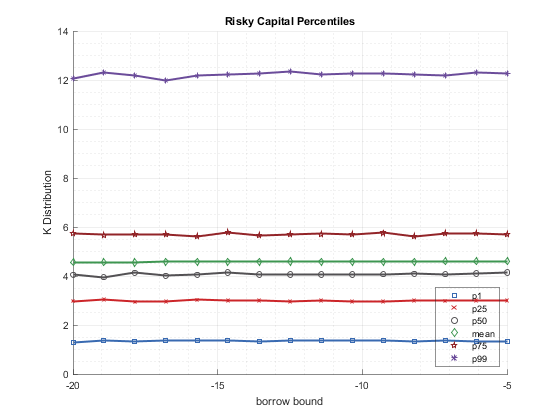 Risky Capital Percentiles
14
12
10
8
6
4
2
0
K Distribution
-20
-15
-10
-5
borrow bound
p1
p25
p50
mean
p75
p99